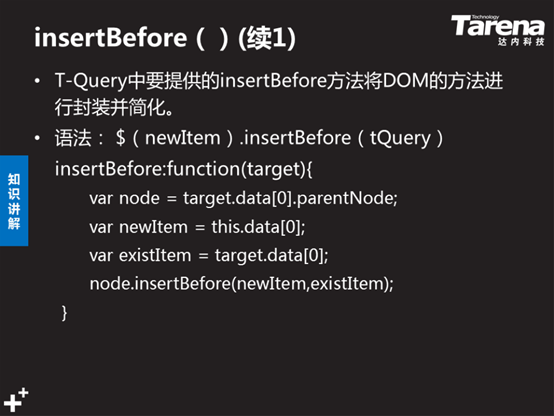 insertBefore（ ）(续1)
Technology
Tarena
达内科技
• T-Query中要提供的insertBefore方法将DOM的方法进
行封装并简化。
• 语法： $（newItem）.insertBefore（tQuery）
insertBefore:function(target){
var node = target.data[0].parentNode;
var newItem = this.data[0];
var existItem = target.data[0];
node.insertBefore(newItem,existItem);
}
知识讲解